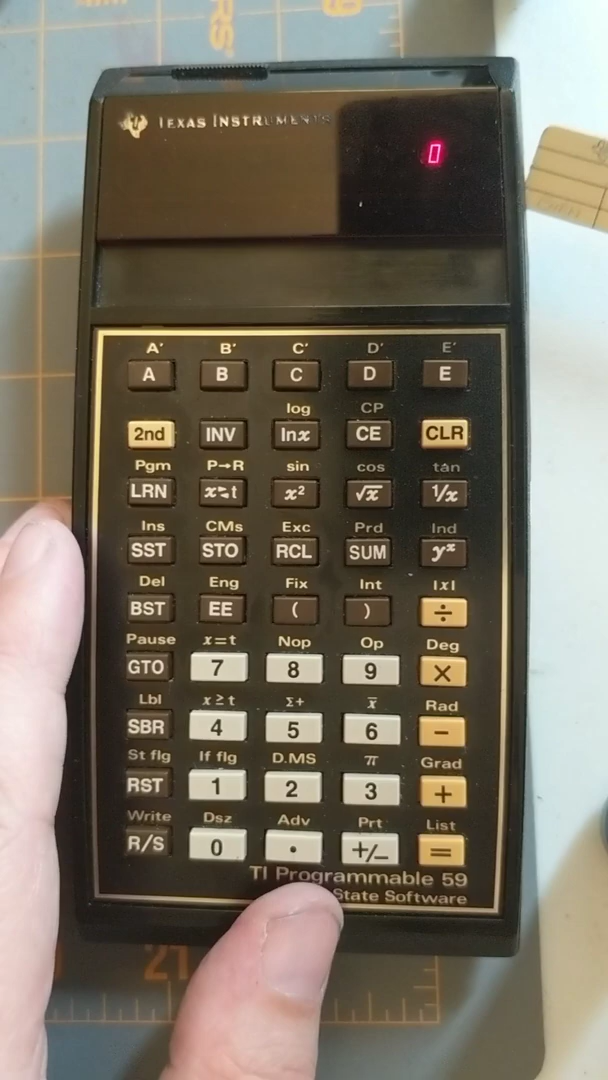 TEXAS INSTRUMENTS
0
A' B' C' D' E'
A B C D E
log CP
2nd INV lnx CE CLR
Pgm P→R sin cos tan
LRN x⇄t x² √x 1/x
Ins CMs Exc Prd Ind
SST STO RCL SUM yˣ
Del Eng Fix Int |x|
BST EE ( ) ÷
Pause x=t Nop Op Deg
GTO 7 8 9 ×
Lbl x≥t Σ+ x̄ Rad
SBR 4 5 6 −
St flg If flg D.MS π Grad
RST 1 2 3 +
Write Dsz Adv Prt List
R/S 0 . +/− =
TI Programmable 59
State Software
21